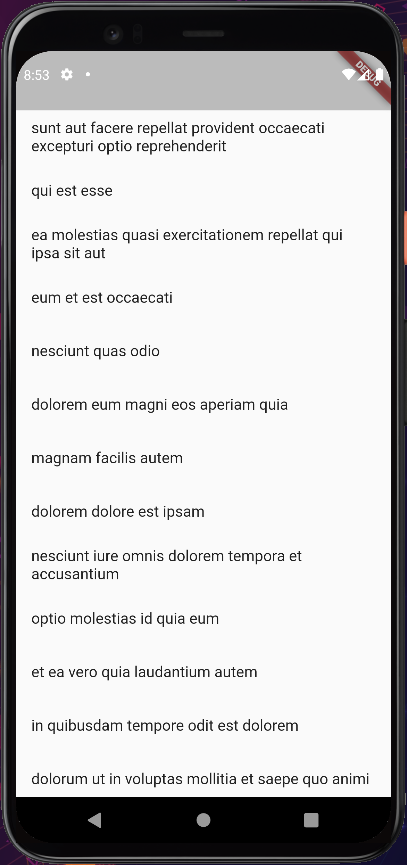 8:53
DEBUG
sunt aut facere repellat provident occaecati
excepturi optio reprehenderit
qui est esse
ea molestias quasi exercitationem repellat qui
ipsa sit aut
eum et est occaecati
nesciunt quas odio
dolorem eum magni eos aperiam quia
magnam facilis autem
dolorem dolore est ipsam
nesciunt iure omnis dolorem tempora et
accusantium
optio molestias id quia eum
et ea vero quia laudantium autem
in quibusdam tempore odit est dolorem
dolorum ut in voluptas mollitia et saepe quo animi